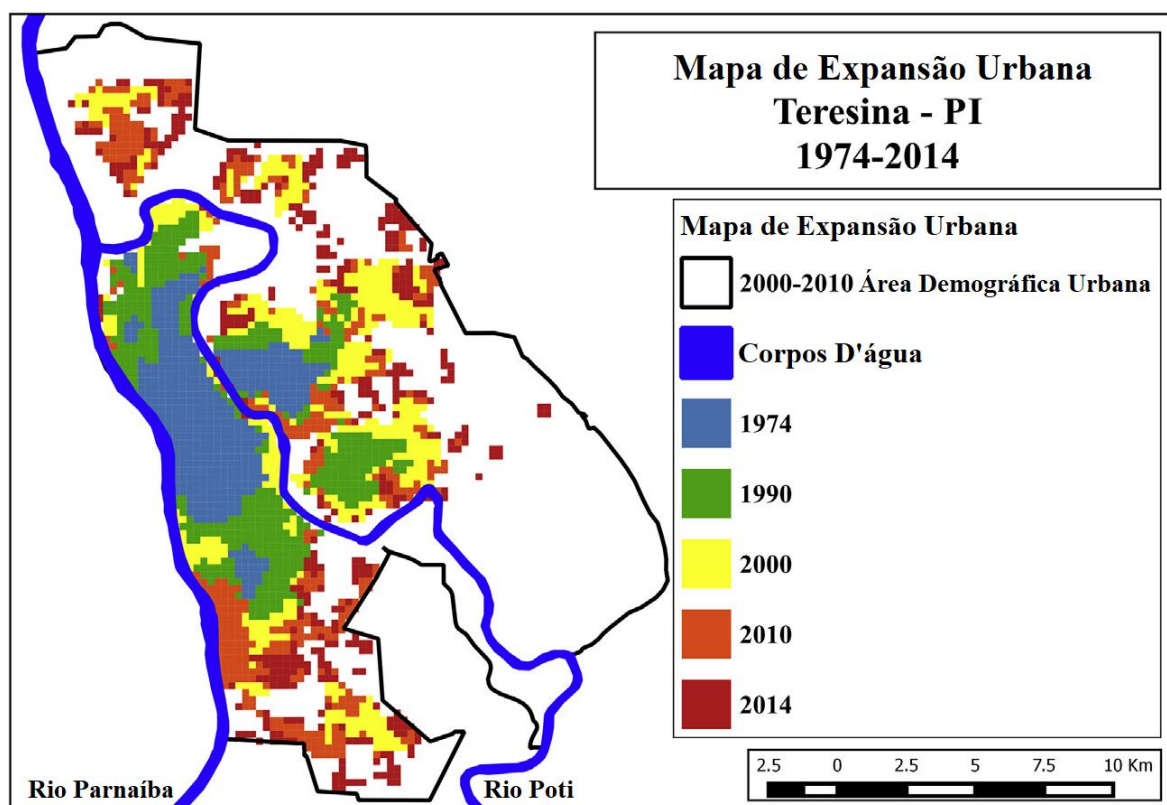 Mapa de Expansão Urbana
Teresina - PI
1974-2014
Mapa de Expansão Urbana
2000-2010 Área Demográfica Urbana
Corpos D'água
1974
1990
2000
2010
2014
2.5 0 2.5 5 7.5 10 Km
Rio Parnaíba
Rio Poti